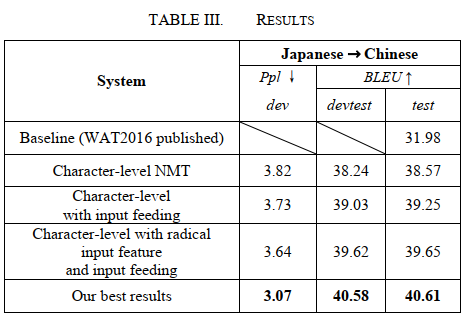 TABLE III. RESULTS
System
Japanese → Chinese
Ppl ↓
BLEU ↑
dev
devtest
test
Baseline (WAT2016 published)
31.98
Character-level NMT
3.82
38.24
38.57
Character-level
with input feeding
3.73
39.03
39.25
Character-level with radical
input feature
and input feeding
3.64
39.62
39.65
Our best results
3.07
40.58
40.61